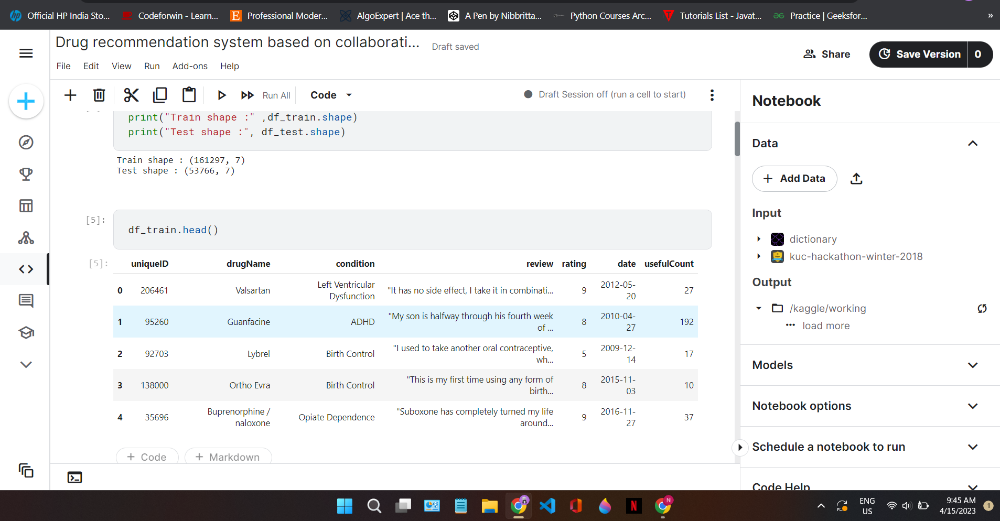 Official HP India Sto...
Codeforwin - Learn...
Professional Moder...
AlgoExpert | Ace th...
A Pen by Nibbritta...
Python Courses Arc...
Tutorials List - Javat...
Practice | Geeksfor...
»
Drug recommendation system based on collaborati...
Draft saved
Share
Save Version
0
File Edit View Run Add-ons Help
Run All
Code
Draft Session off (run a cell to start)
print("Train shape :" ,df_train.shape)
print("Test shape :", df_test.shape)
Train shape : (161297, 7)
Test shape : (53766, 7)
[5]:
df_train.head()
[5]:
uniqueID drugName condition review rating date usefulCount
0 206461 Valsartan Left Ventricular Dysfunction "It has no side effect, I take it in combinati... 9 2012-05-20 27
1 95260 Guanfacine ADHD "My son is halfway through his fourth week of ... 8 2010-04-27 192
2 92703 Lybrel Birth Control "I used to take another oral contraceptive, wh... 5 2009-12-14 17
3 138000 Ortho Evra Birth Control "This is my first time using any form of birth... 8 2015-11-03 10
4 35696 Buprenorphine / naloxone Opiate Dependence "Suboxone has completely turned my life around... 9 2016-11-27 37
+ Code
+ Markdown
Notebook
Data
+ Add Data
Input
dictionary
kuc-hackathon-winter-2018
Output
/kaggle/working
... load more
Models
Notebook options
Schedule a notebook to run
Code Help
ENG
US
9:45 AM
4/15/2023
1